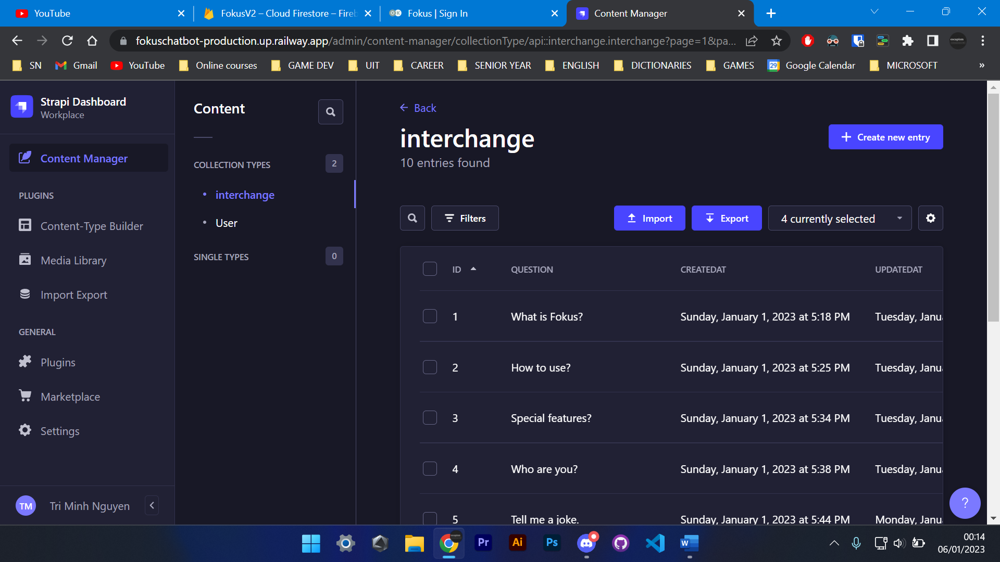 YouTube
FokusV2 – Cloud Firestore – Fireb
Fokus | Sign In
Content Manager
fokuschatbot-production.up.railway.app/admin/content-manager/collectionType/api::interchange.interchange?page=1&pa...
SN
Gmail
YouTube
Online courses
GAME DEV
UIT
CAREER
SENIOR YEAR
ENGLISH
DICTIONARIES
GAMES
29
Google Calendar
MICROSOFT
»
Strapi Dashboard
Workplace
Content Manager
PLUGINS
Content-Type Builder
Media Library
Import Export
GENERAL
Plugins
Marketplace
Settings
TM
Tri Minh Nguyen
Content
COLLECTION TYPES
2
interchange
User
SINGLE TYPES
0
Back
interchange
10 entries found
Create new entry
Filters
Import
Export
4 currently selected
ID
QUESTION
CREATEDAT
UPDATEDAT
1
What is Fokus?
Sunday, January 1, 2023 at 5:18 PM
Tuesday, Janu
2
How to use?
Sunday, January 1, 2023 at 5:25 PM
Tuesday, Janu
3
Special features?
Sunday, January 1, 2023 at 5:34 PM
Tuesday, Janu
4
Who are you?
Sunday, January 1, 2023 at 5:38 PM
Tuesday, Janu
5
Tell me a joke.
Sunday, January 1, 2023 at 5:44 PM
Monday, Janu
?
Pr
Ai
Ps
W
00:14
06/01/2023